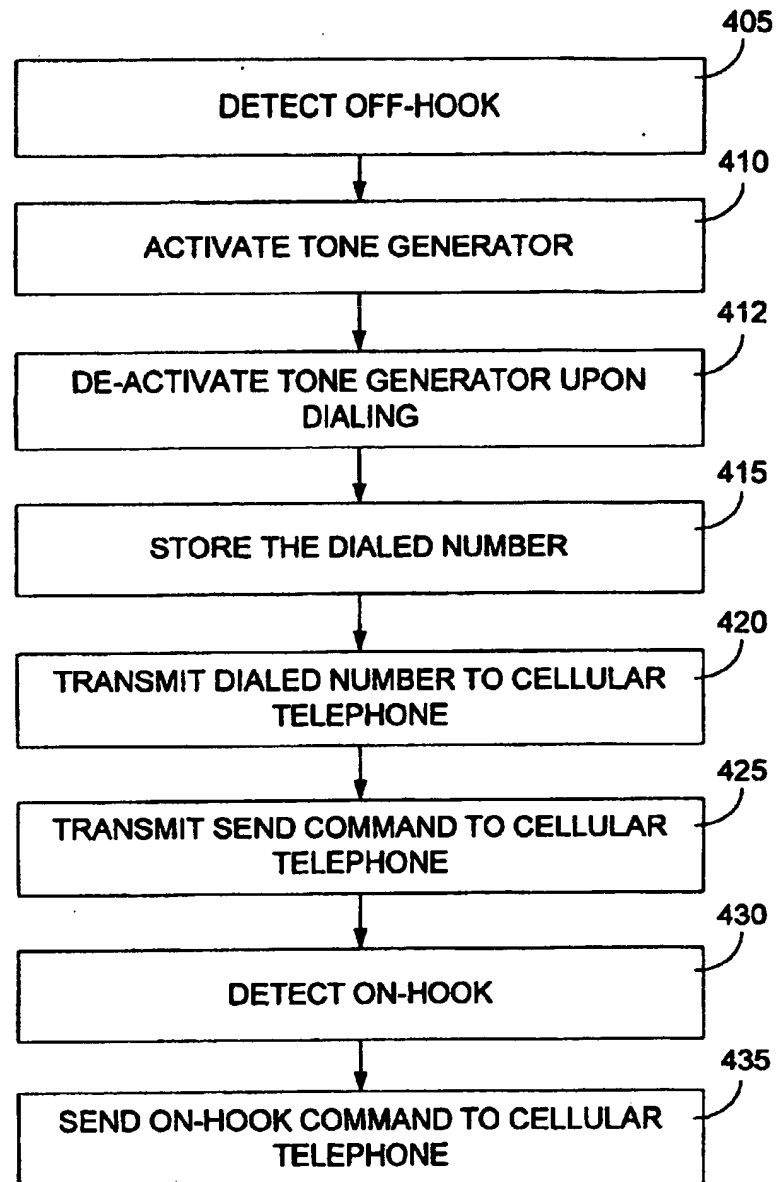 405
DETECT OFF-HOOK
410
ACTIVATE TONE GENERATOR
412
DE-ACTIVATE TONE GENERATOR UPON
DIALING
415
STORE THE DIALED NUMBER
420
TRANSMIT DIALED NUMBER TO CELLULAR
TELEPHONE
425
TRANSMIT SEND COMMAND TO CELLULAR
TELEPHONE
430
DETECT ON-HOOK
435
SEND ON-HOOK COMMAND TO CELLULAR
TELEPHONE